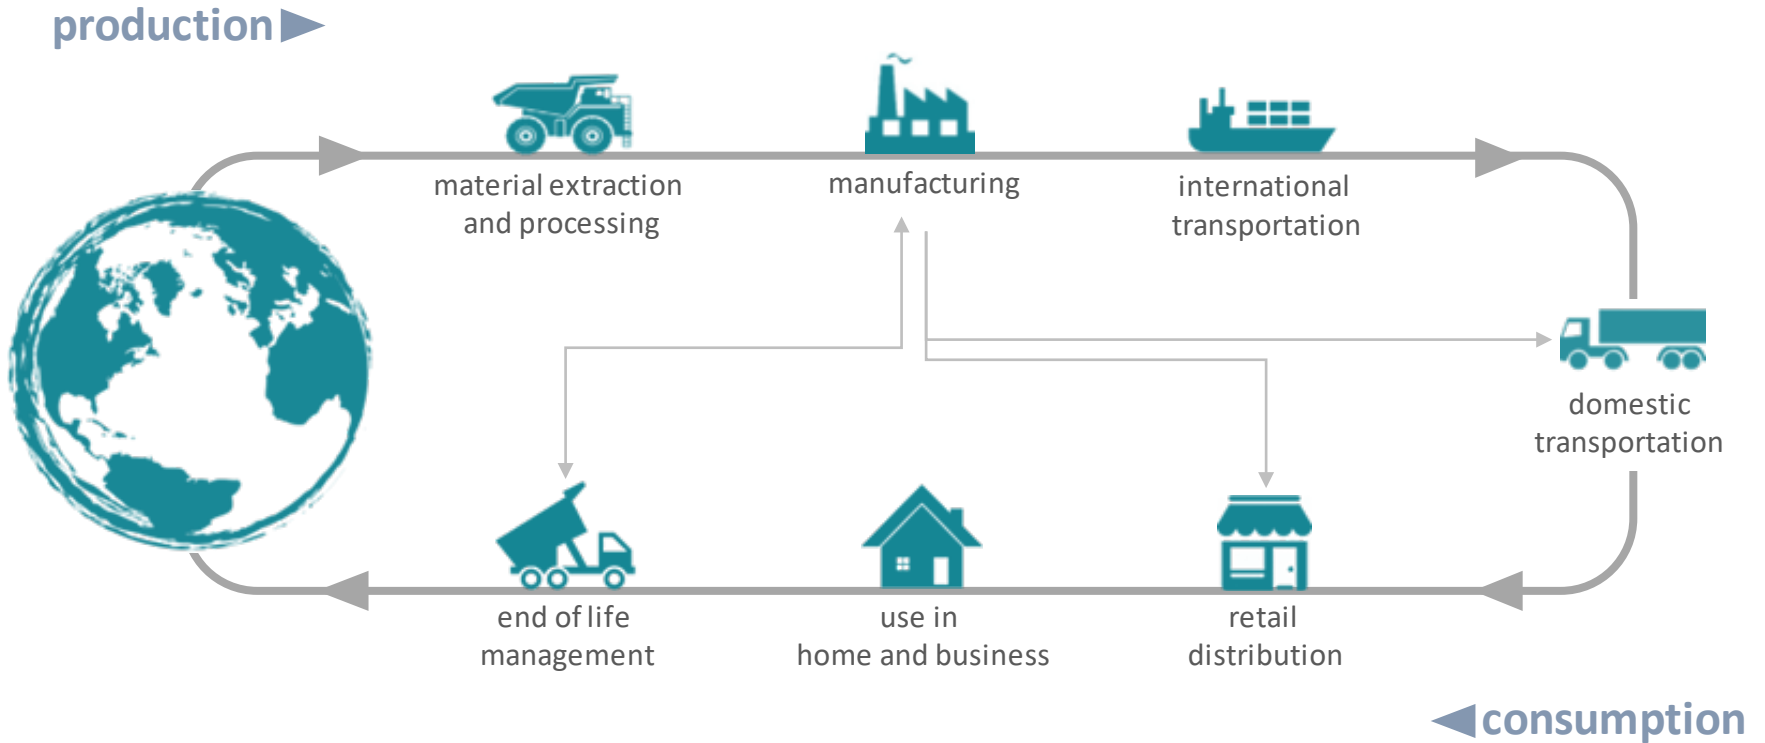 production
material extraction
and processing
manufacturing
international
transportation
domestic
transportation
end of life
management
use in
home and business
retail
distribution
consumption